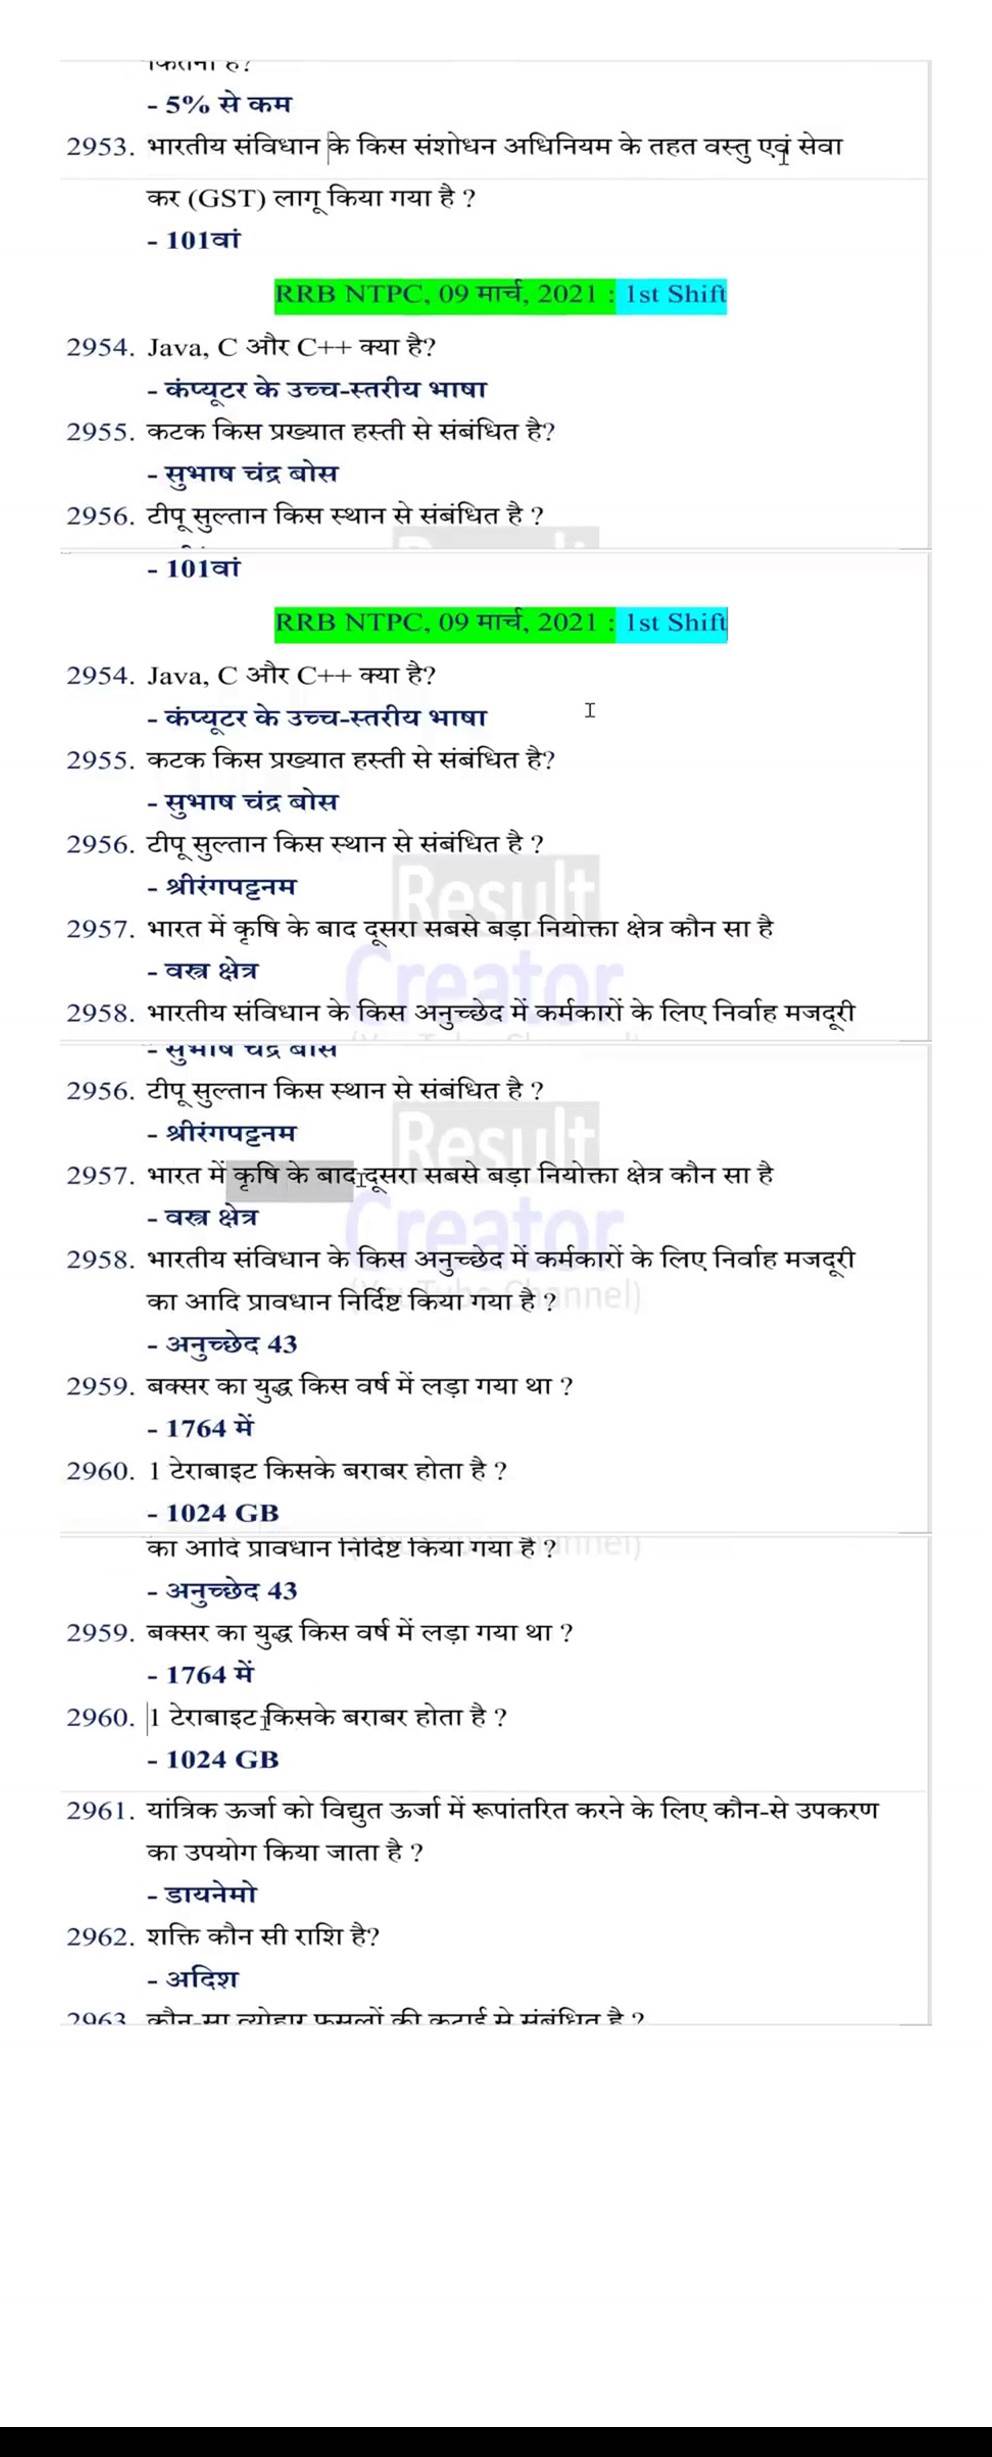 कितना है?
- 5% से कम
2953. भारतीय संविधान के किस संशोधन अधिनियम के तहत वस्तु एवं सेवा
कर (GST) लागू किया गया है ?
- 101वां
RRB NTPC, 09 मार्च, 2021 : 1st Shift
2954. Java, C और C++ क्या है?
- कंप्यूटर के उच्च-स्तरीय भाषा
2955. कटक किस प्रख्यात हस्ती से संबंधित है?
- सुभाष चंद्र बोस
2956. टीपू सुल्तान किस स्थान से संबंधित है ?
- 101वां
RRB NTPC, 09 मार्च, 2021 : 1st Shift
2954. Java, C और C++ क्या है?
- कंप्यूटर के उच्च-स्तरीय भाषा
2955. कटक किस प्रख्यात हस्ती से संबंधित है?
- सुभाष चंद्र बोस
2956. टीपू सुल्तान किस स्थान से संबंधित है ?
- श्रीरंगपट्टनम
Result
2957. भारत में कृषि के बाद दूसरा सबसे बड़ा नियोक्ता क्षेत्र कौन सा है
- वस्त्र क्षेत्र
Creator
2958. भारतीय संविधान के किस अनुच्छेद में कर्मकारों के लिए निर्वाह मजदूरी
- सुभाष चंद्र बोस
2956. टीपू सुल्तान किस स्थान से संबंधित है ?
- श्रीरंगपट्टनम
Result
2957. भारत में कृषि के बाद दूसरा सबसे बड़ा नियोक्ता क्षेत्र कौन सा है
- वस्त्र क्षेत्र
Creator
2958. भारतीय संविधान के किस अनुच्छेद में कर्मकारों के लिए निर्वाह मजदूरी
का आदि प्रावधान निर्दिष्ट किया गया है ?
(YouTube Channel)
- अनुच्छेद 43
2959. बक्सर का युद्ध किस वर्ष में लड़ा गया था ?
- 1764 में
2960. 1 टेराबाइट किसके बराबर होता है ?
- 1024 GB
का आदि प्रावधान निर्दिष्ट किया गया है ?
- अनुच्छेद 43
2959. बक्सर का युद्ध किस वर्ष में लड़ा गया था ?
- 1764 में
2960. 1 टेराबाइट किसके बराबर होता है ?
- 1024 GB
2961. यांत्रिक ऊर्जा को विद्युत ऊर्जा में रूपांतरित करने के लिए कौन-से उपकरण
का उपयोग किया जाता है ?
- डायनेमो
2962. शक्ति कौन सी राशि है?
- अदिश
2963. कौन-सा त्योहार फसलों की कटाई से संबंधित है ?